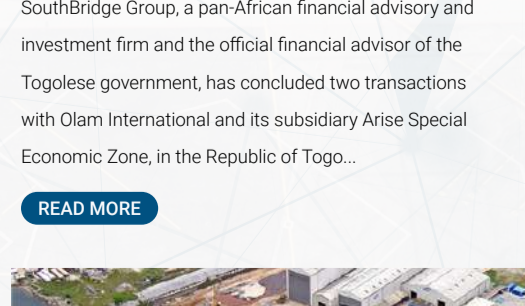 SouthBridge Group, a pan-African financial advisory and
investment firm and the official financial advisor of the
Togolese government, has concluded two transactions
with Olam International and its subsidiary Arise Special
Economic Zone, in the Republic of Togo...
READ MORE